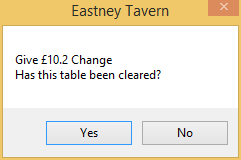 Eastney Tavern
Give £10.2 Change
Has this table been cleared?
Yes
No